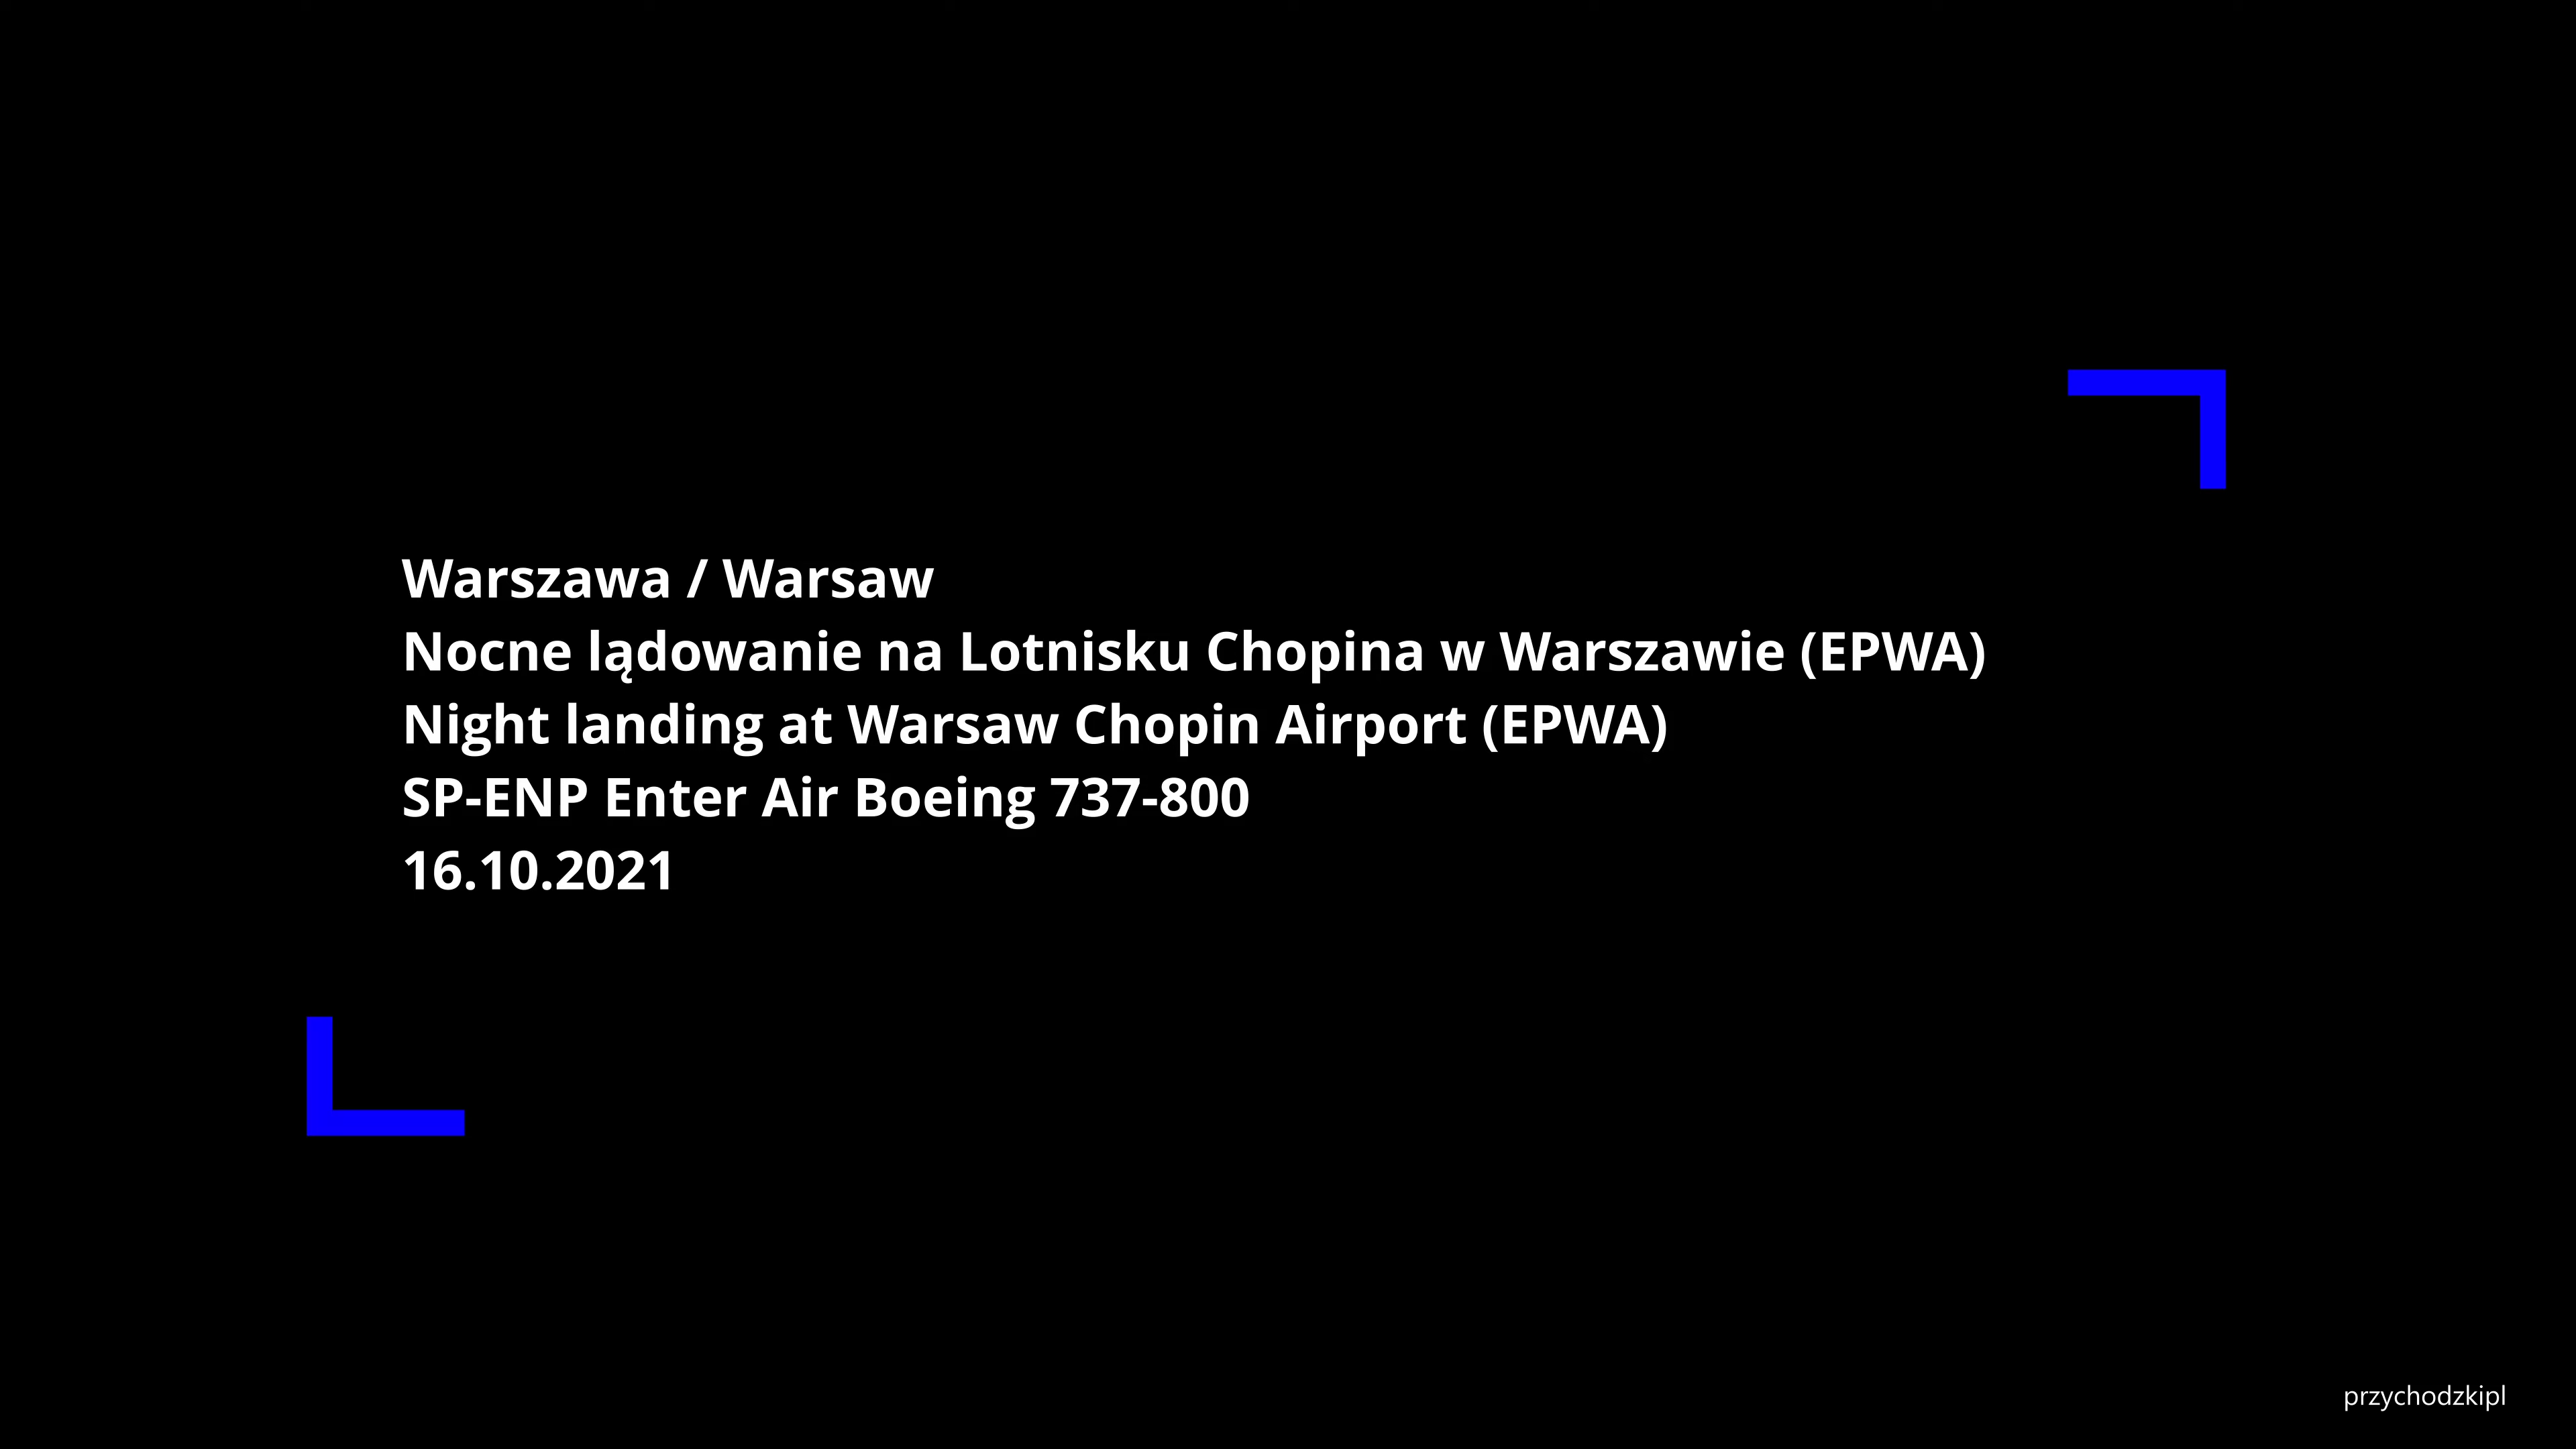 Warszawa / Warsaw
Nocne lądowanie na Lotnisku Chopina w Warszawie (EPWA)
Night landing at Warsaw Chopin Airport (EPWA)
SP-ENP Enter Air Boeing 737-800
16.10.2021
przychodzkipl